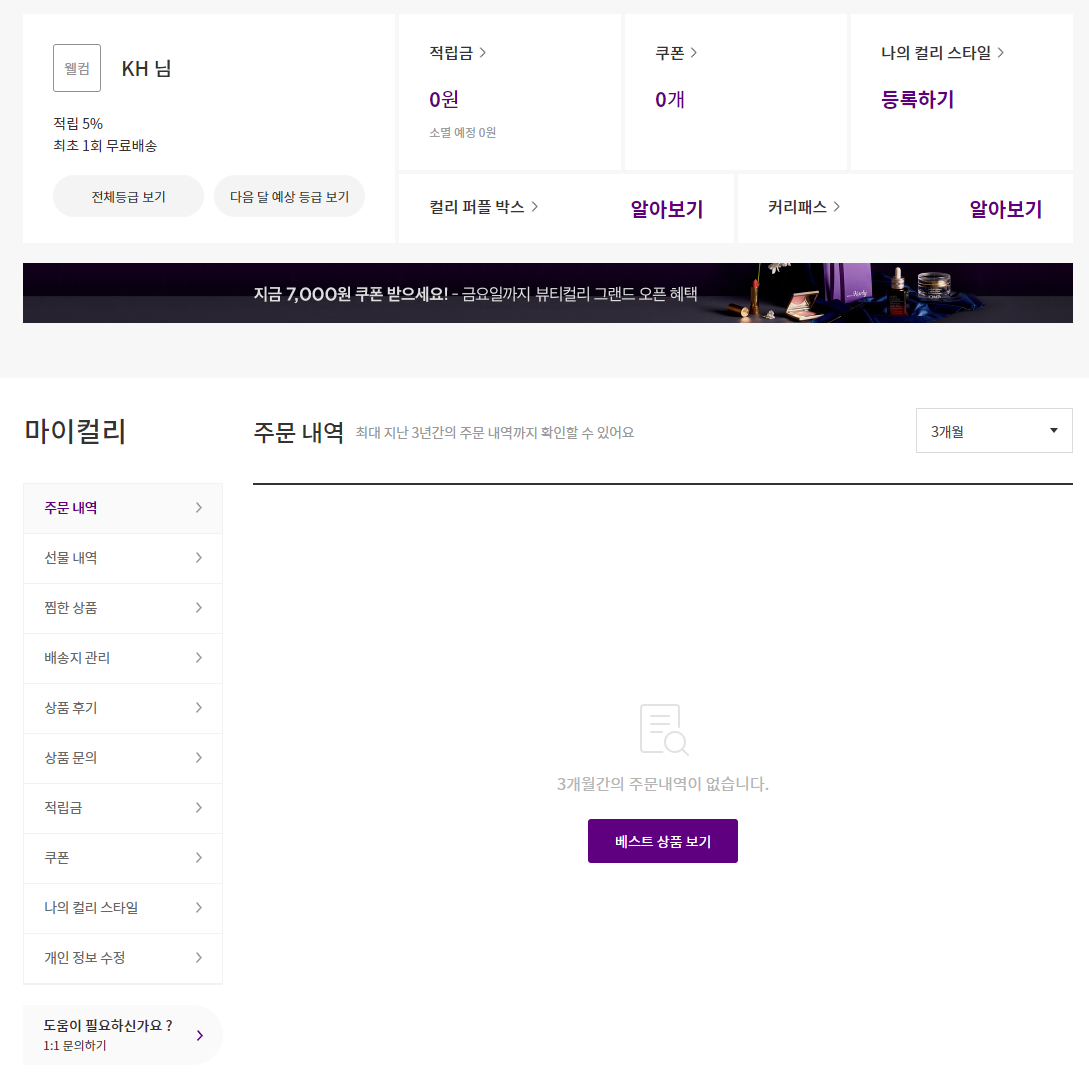 웰컴
KH 님
적립 5%
최초 1회 무료배송
전체등급 보기
다음 달 예상 등급 보기
적립금
0원
소멸 예정 0원
쿠폰
0개
나의 컬리 스타일
등록하기
컬리 퍼플 박스
알아보기
커리패스
알아보기
지금 7,000원 쿠폰 받으세요! - 금요일까지 뷰티컬리 그랜드 오픈 혜택
마이컬리
주문 내역
선물 내역
찜한 상품
배송지 관리
상품 후기
상품 문의
적립금
쿠폰
나의 컬리 스타일
개인 정보 수정
도움이 필요하신가요 ?
1:1 문의하기
주문 내역 최대 지난 3년간의 주문 내역까지 확인할 수 있어요
3개월
3개월간의 주문내역이 없습니다.
베스트 상품 보기